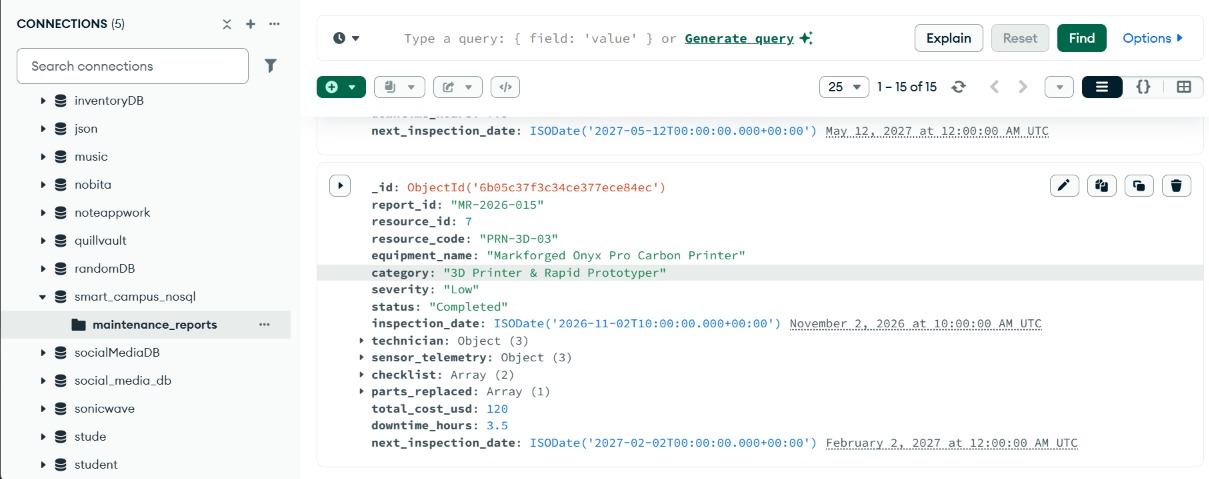 CONNECTIONS (5)
Search connections
inventoryDB
json
music
nobita
noteappwork
quillvault
randomDB
smart_campus_nosql
maintenance_reports
socialMediaDB
social_media_db
sonicwave
stude
student
Type a query: { field: 'value' } or Generate query
Explain
Reset
Find
Options
25
1 – 15 of 15
next_inspection_date: ISODate('2027-05-12T00:00:00.000+00:00') May 12, 2027 at 12:00:00 AM UTC
_id: ObjectId('6b05c37f3c34ce377ece84ec')
report_id: "MR-2026-015"
resource_id: 7
resource_code: "PRN-3D-03"
equipment_name: "Markforged Onyx Pro Carbon Printer"
category: "3D Printer & Rapid Prototyper"
severity: "Low"
status: "Completed"
inspection_date: ISODate('2026-11-02T10:00:00.000+00:00') November 2, 2026 at 10:00:00 AM UTC
technician: Object (3)
sensor_telemetry: Object (3)
checklist: Array (2)
parts_replaced: Array (1)
total_cost_usd: 120
downtime_hours: 3.5
next_inspection_date: ISODate('2027-02-02T00:00:00.000+00:00') February 2, 2027 at 12:00:00 AM UTC